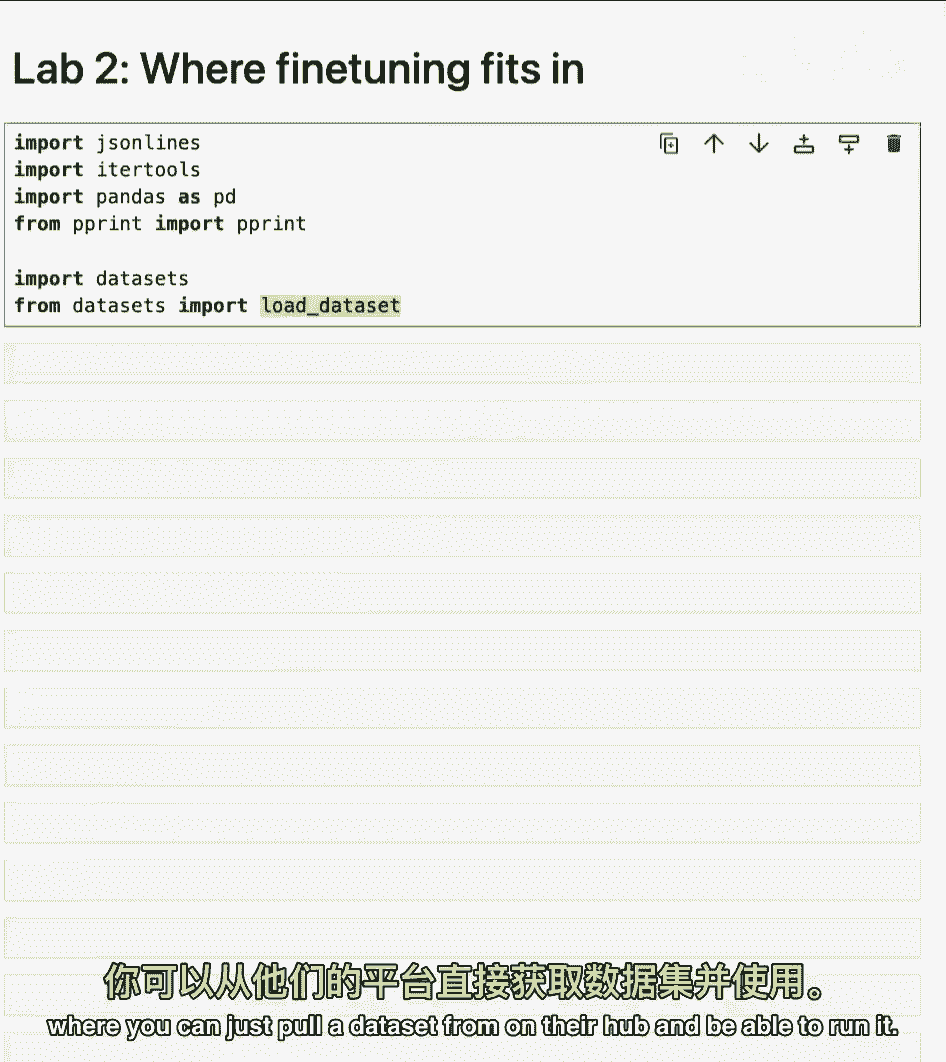 Lab 2: Where finetuning fits in
import jsonlines
import itertools
import pandas as pd
from pprint import pprint
import datasets
from datasets import load_dataset
你可以从他们的平台直接获取数据集并使用。
where you can just pull a dataset from on their hub and be able to run it.